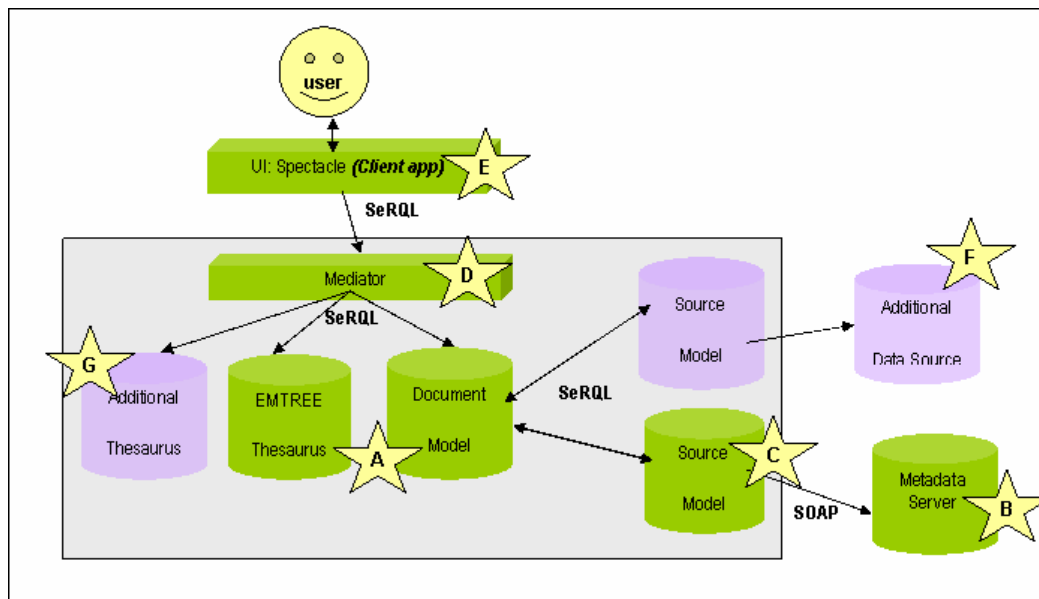 user
UI: Spectacle (Client app)
E
SeRQL
Mediator
D
SeRQL
G
Additional
Thesaurus
EMTREE
Thesaurus
A
Document
Model
SeRQL
Source
Model
F
Additional
Data Source
Source
Model
C
SOAP
Metadata
Server
B